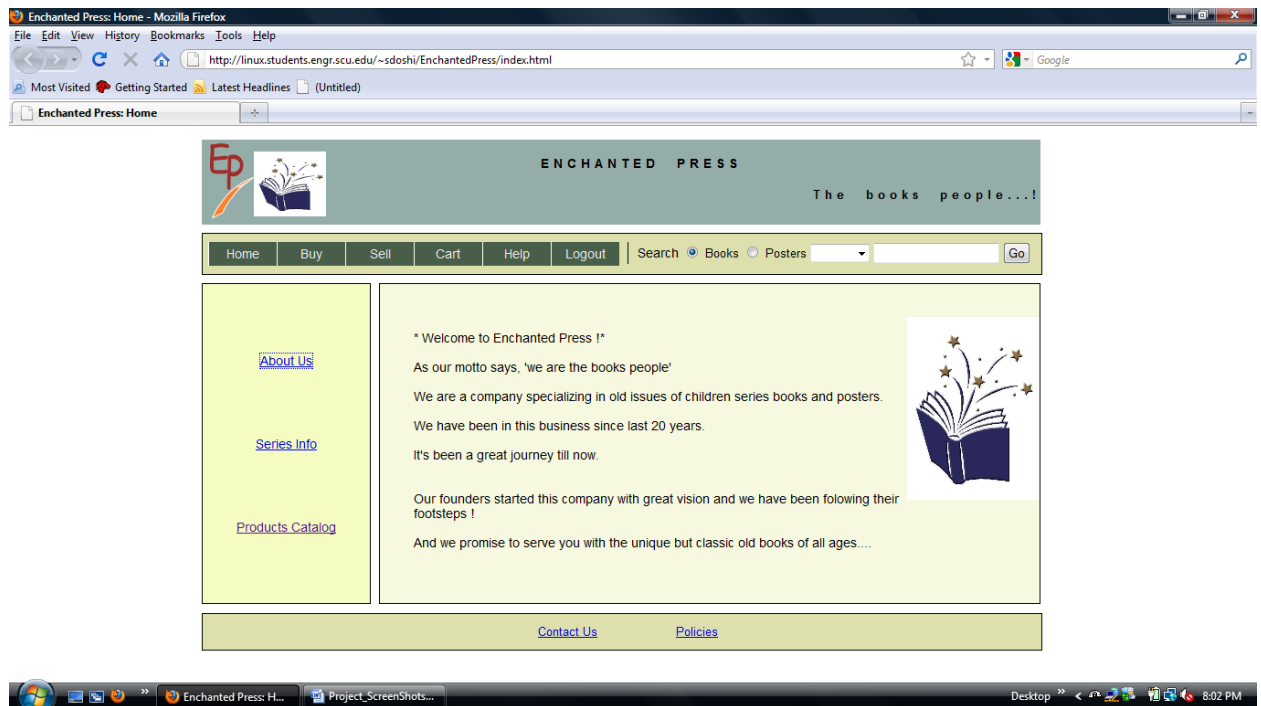 Enchanted Press: Home - Mozilla Firefox
File Edit View History Bookmarks Tools Help
http://linux.students.engr.scu.edu/~sdoshi/EnchantedPress/index.html
Google
Most Visited Getting Started Latest Headlines (Untitled)
Enchanted Press: Home
Ep
ENCHANTED PRESS
The books people...!
Home Buy Sell Cart Help Logout Search Books Posters Go
About Us
Series Info
Products Catalog
* Welcome to Enchanted Press !*
As our motto says, 'we are the books people'
We are a company specializing in old issues of children series books and posters.
We have been in this business since last 20 years.
It's been a great journey till now.
Our founders started this company with great vision and we have been folowing their
footsteps !
And we promise to serve you with the unique but classic old books of all ages....
Contact Us Policies
Enchanted Press: H... Project_ScreenShots... Desktop 8:02 PM